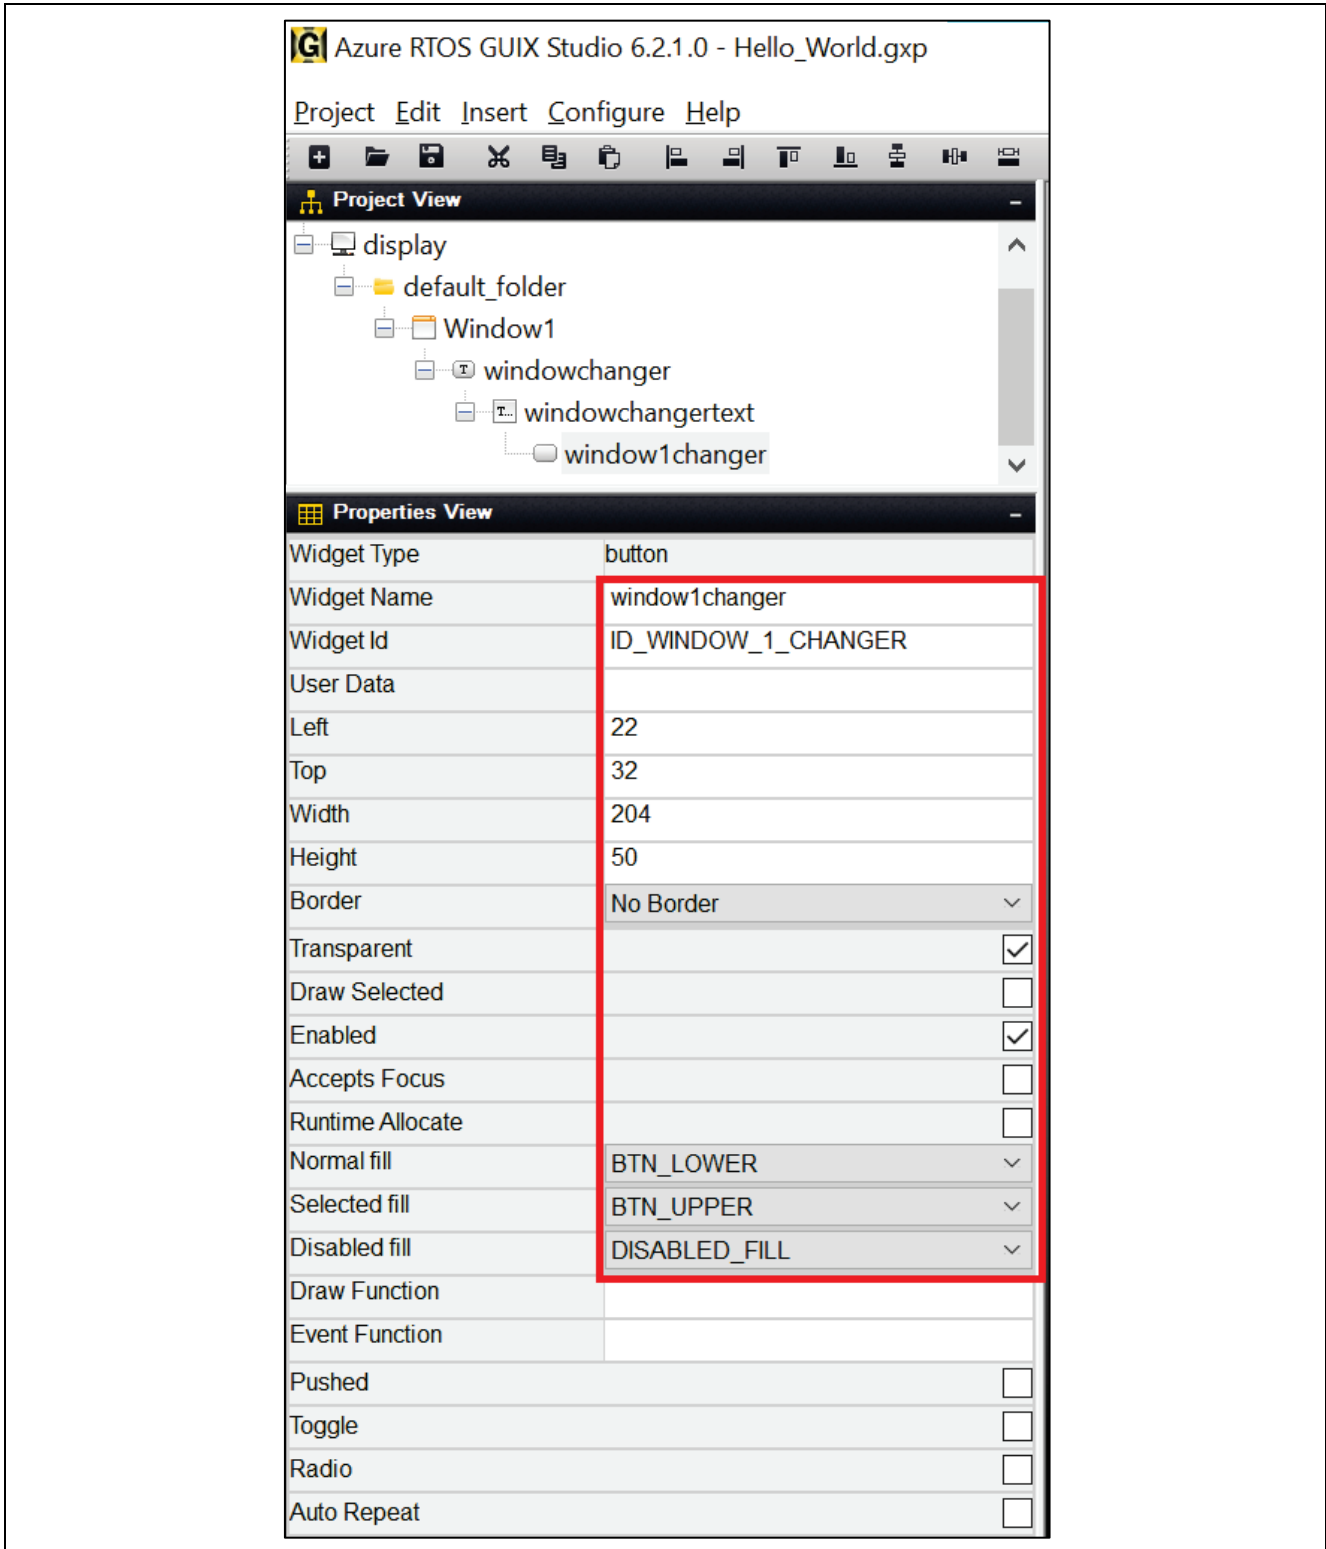 Azure RTOS GUIX Studio 6.2.1.0 - Hello_World.gxp
Project Edit Insert Configure Help
Project View
display
default_folder
Window1
windowchanger
windowchangertext
window1changer
Properties View
Widget Type button
Widget Name window1changer
Widget Id ID_WINDOW_1_CHANGER
User Data
Left 22
Top 32
Width 204
Height 50
Border No Border
Transparent
Draw Selected
Enabled
Accepts Focus
Runtime Allocate
Normal fill BTN_LOWER
Selected fill BTN_UPPER
Disabled fill DISABLED_FILL
Draw Function
Event Function
Pushed
Toggle
Radio
Auto Repeat